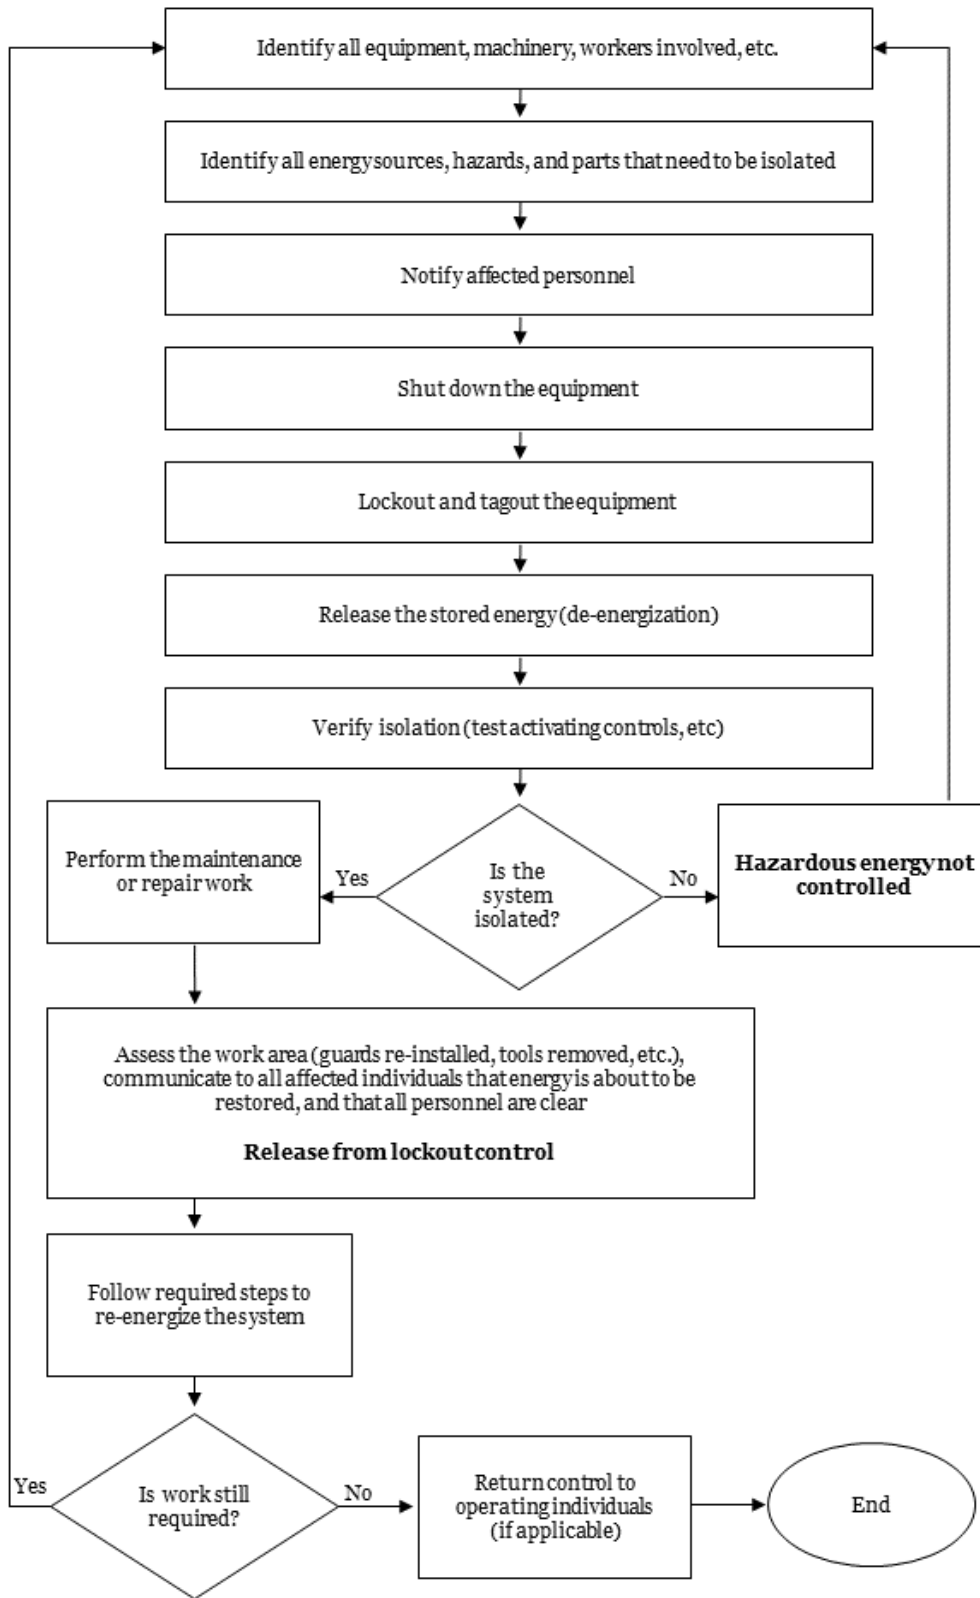 Identify all equipment, machinery, workers involved, etc.
Identify all energy sources, hazards, and parts that need to be isolated
Notify affected personnel
Shut down the equipment
Lockout and tagout the equipment
Release the stored energy (de-energization)
Verify isolation (test activating controls, etc)
Perform the maintenance
or repair work
Yes
Is the
system
isolated?
No
Hazardous energy not
controlled
Assess the work area (guards re-installed, tools removed, etc.),
communicate to all affected individuals that energy is about to be
restored, and that all personnel are clear
Release from lockout control
Follow required steps to
re-energize the system
Yes
Is work still
required?
No
Return control to
operating individuals
(if applicable)
End